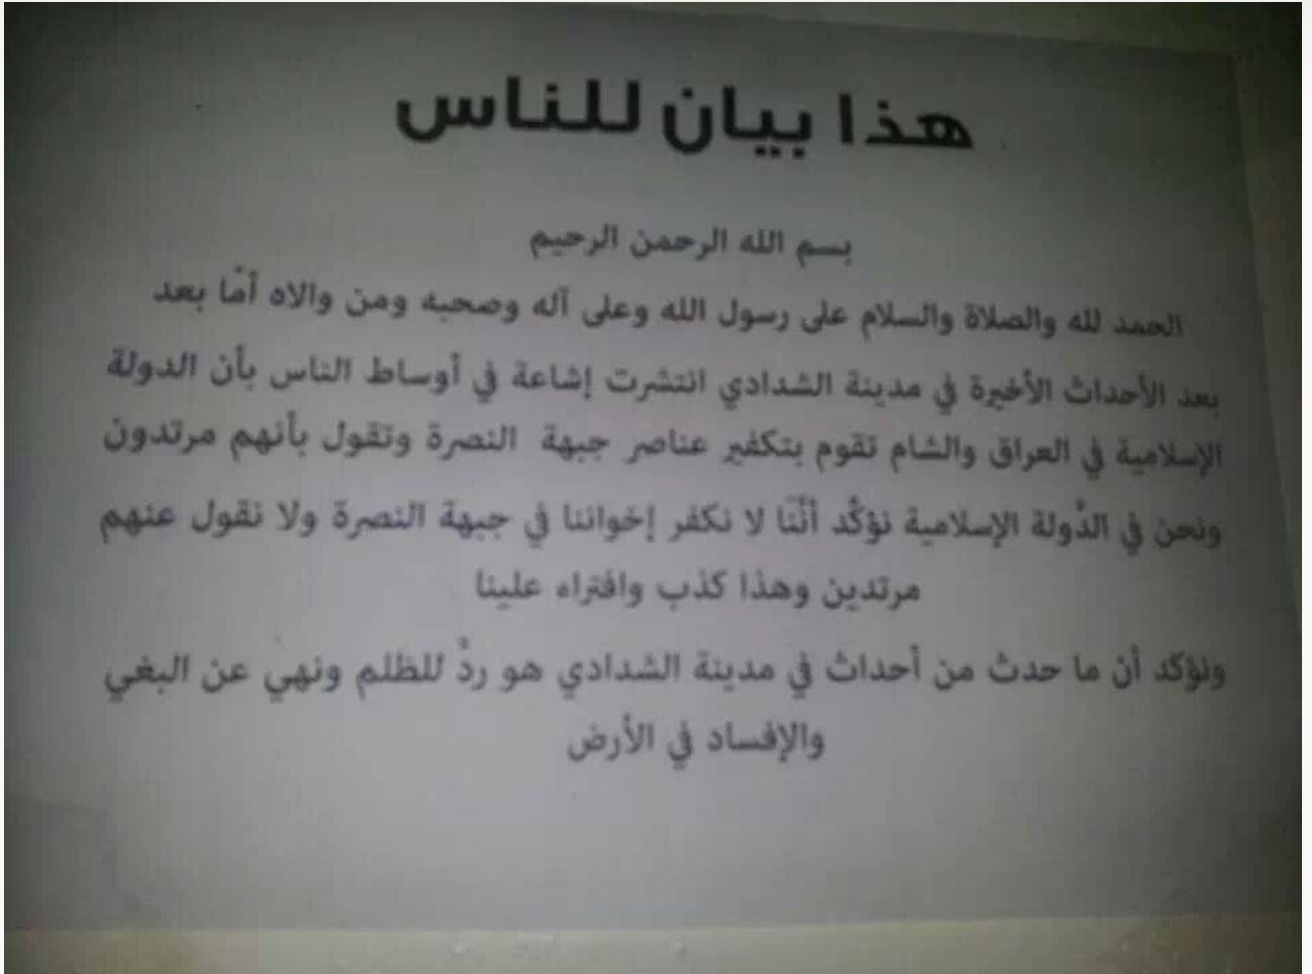 هذا بيان للناس
بسم الله الرحمن الرحيم
الحمد لله والصلاة والسلام على رسول الله وعلى آله وصحبه ومن والاه أمّا بعد
بعد الأحداث الأخيرة في مدينة الشدادي انتشرت إشاعة في أوساط الناس بأن الدولة
الإسلامية في العراق والشام تقوم بتكفير عناصر جبهة النصرة وتقول بأنهم مرتدون
ونحن في الدّولة الإسلامية نؤكّد أنّنا لا نكفر إخواننا في جبهة النصرة ولا نقول عنهم
مرتدين وهذا كذب وافتراء علينا
ونؤكد أن ما حدث من أحداث في مدينة الشدادي هو ردٌّ للظلم ونهي عن البغي
والإفساد في الأرض